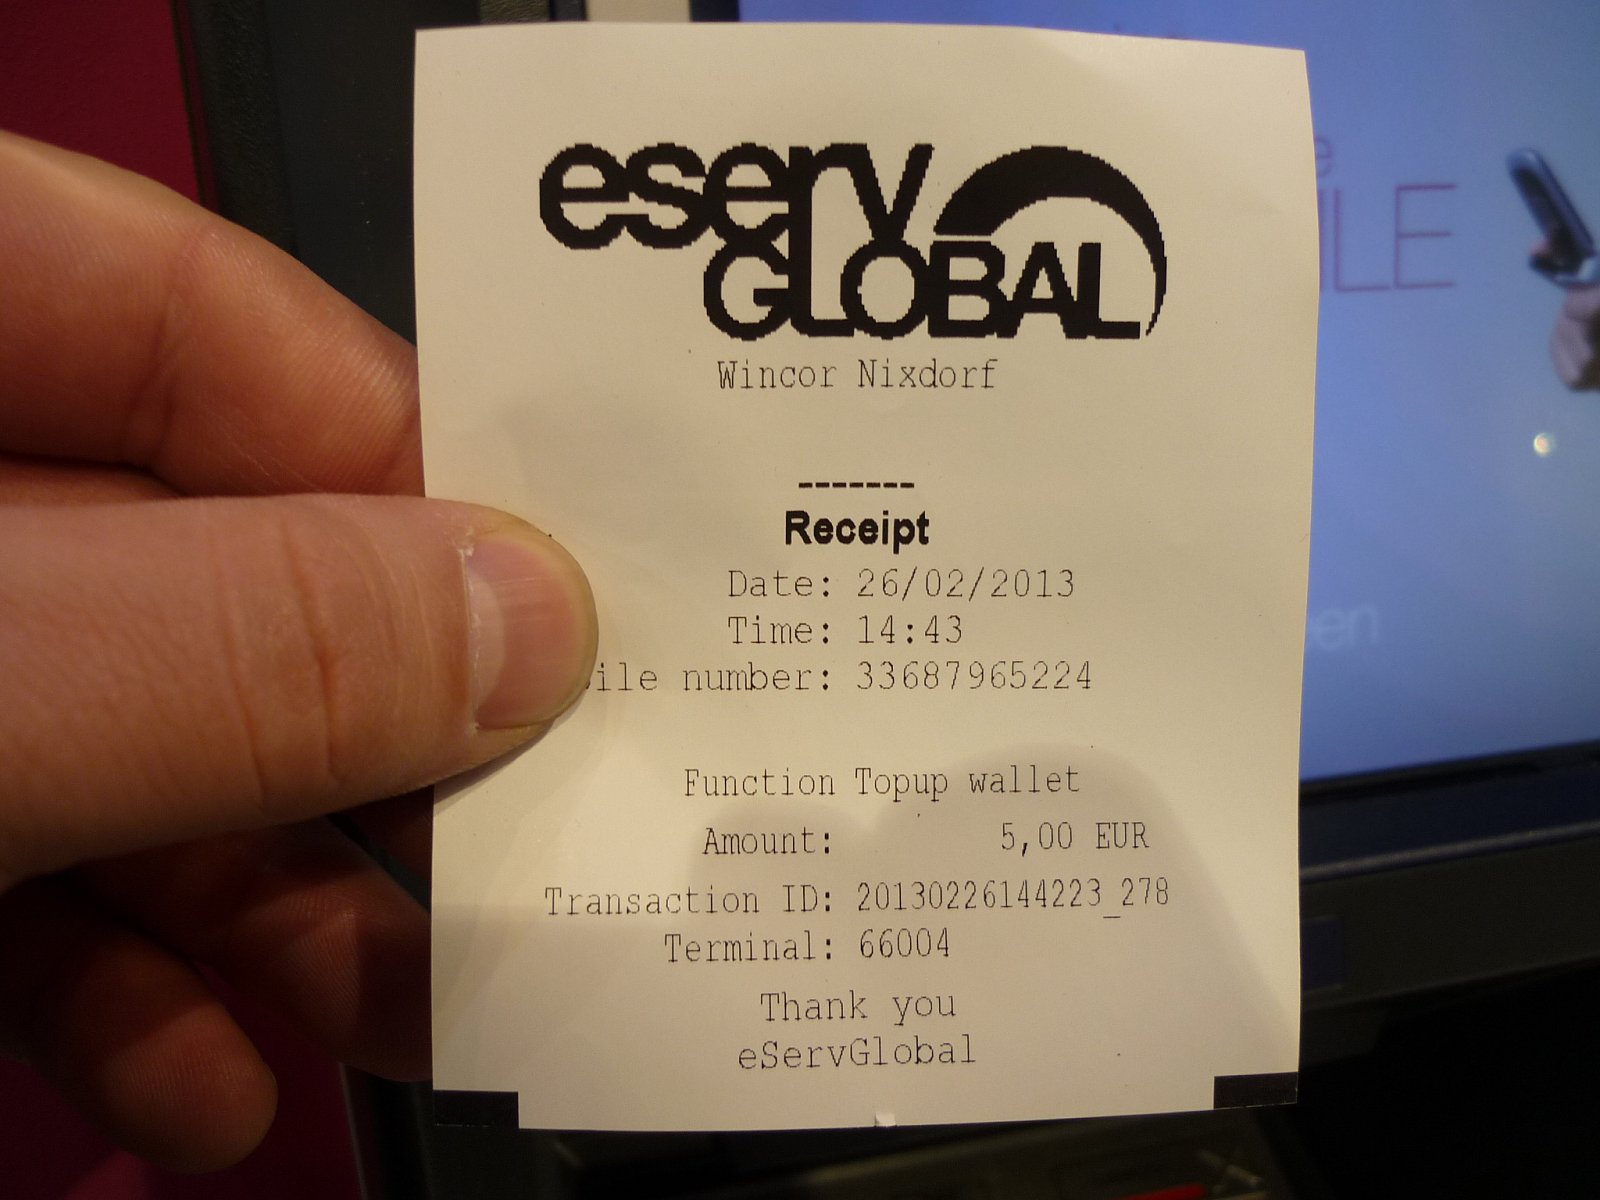 eserv
GLOBAL
Wincor Nixdorf
-------
Receipt
Date: 26/02/2013
Time: 14:43
ile number: 33687965224
Function Topup wallet
Amount: 5,00 EUR
Transaction ID: 20130226144223_278
Terminal: 66004
Thank you
eServGlobal